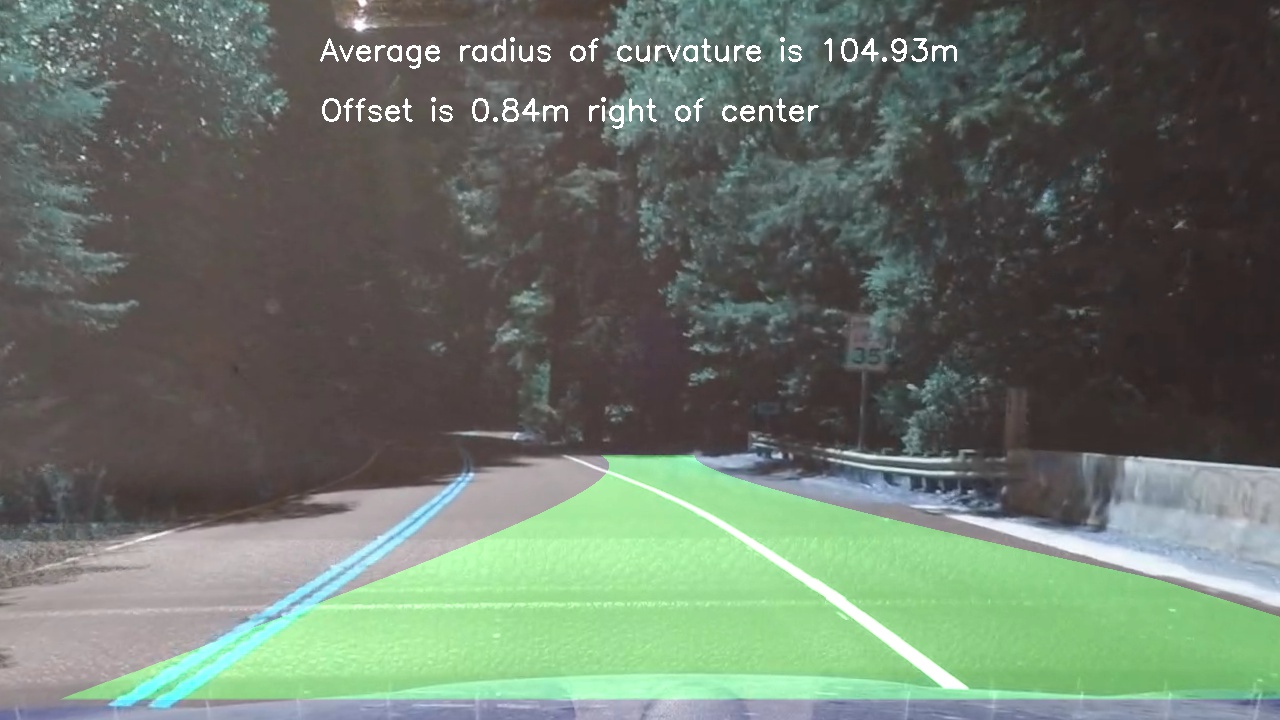 Average radius of curvature is 104.93m
Offset is 0.84m right of center
35